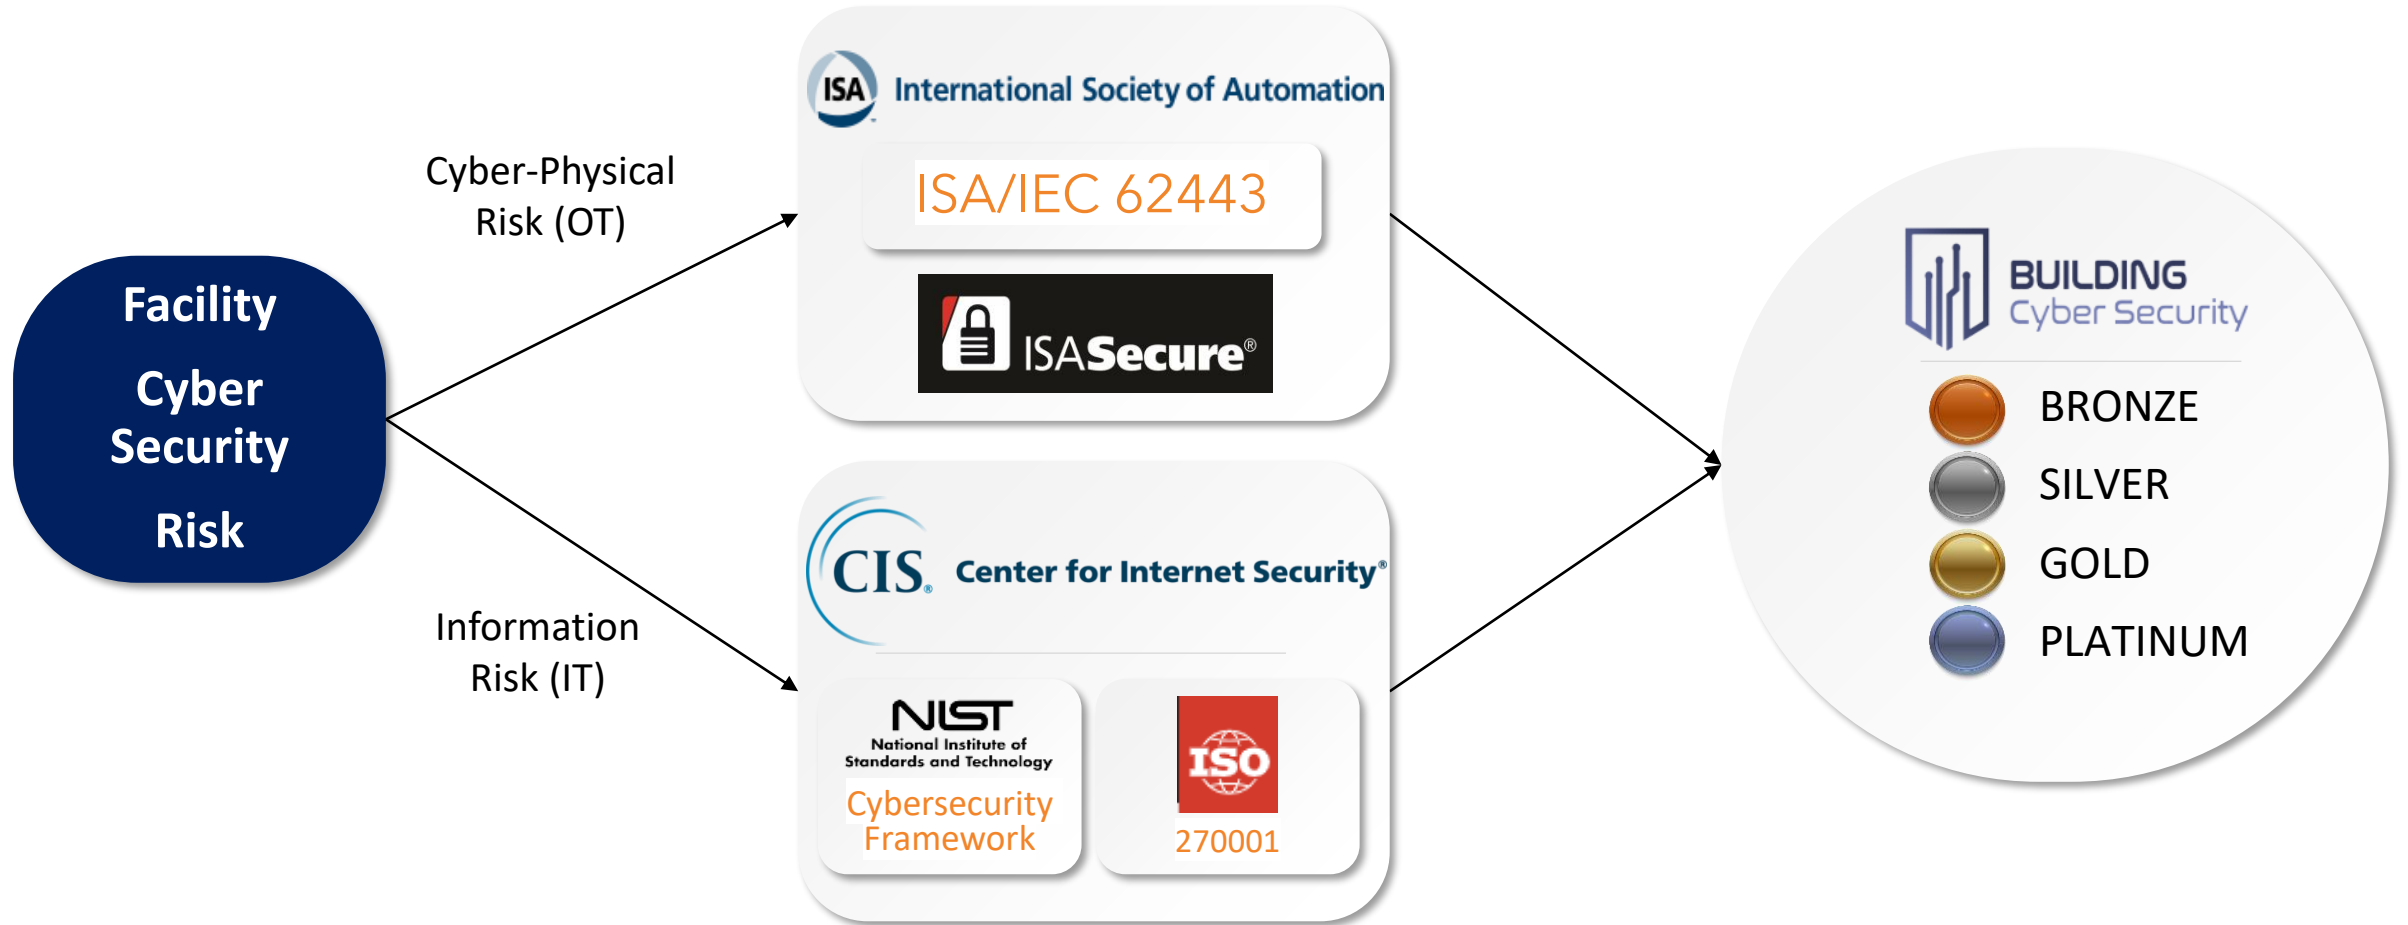 Facility
Cyber
Security
Risk
Cyber-Physical
Risk (OT)
Information
Risk (IT)
ISA International Society of Automation
ISA/IEC 62443
ISASecure®
CIS® Center for Internet Security®
NIST
National Institute of
Standards and Technology
Cybersecurity
Framework
ISO
270001
BUILDING
Cyber Security
BRONZE
SILVER
GOLD
PLATINUM